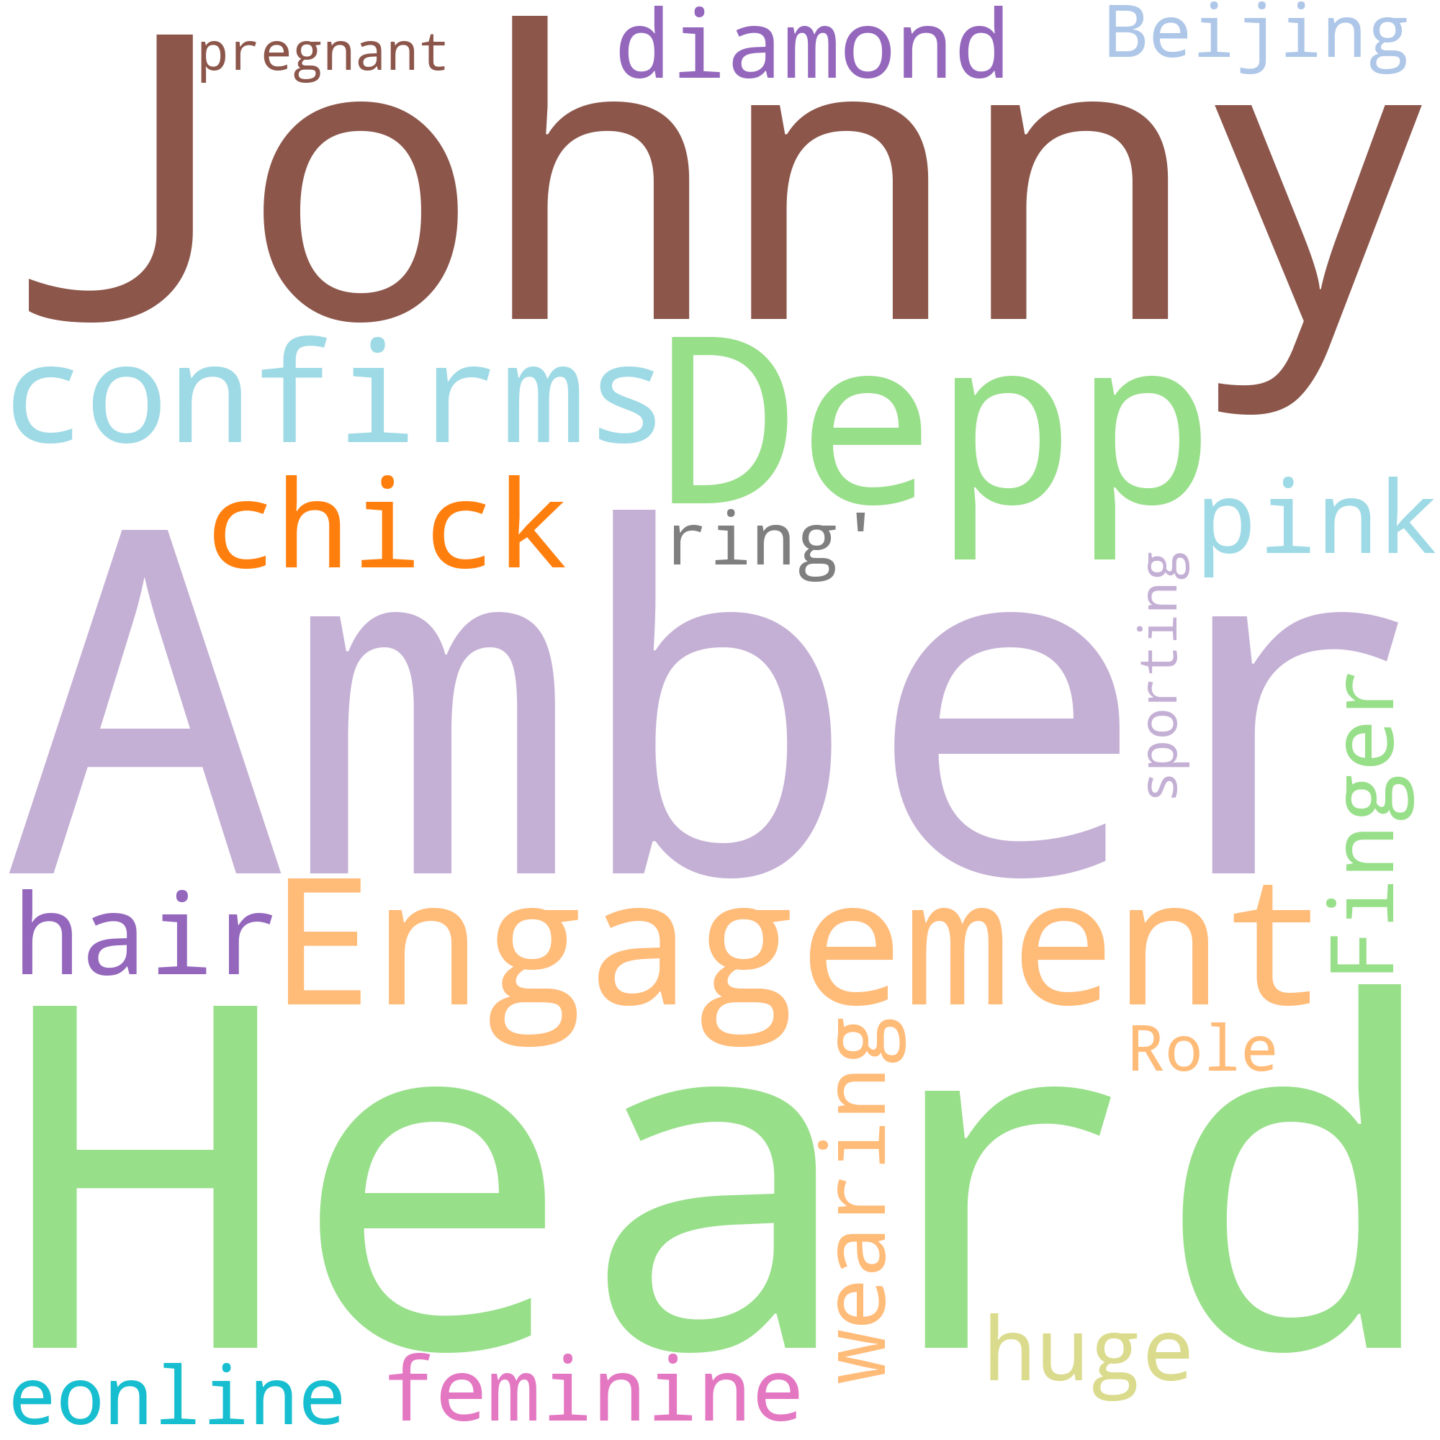 pregnant
diamond
Beijing
Johnny
confirms
Depp
chick
ring'
pink
Amber
sporting
Finger
hair
Engagement
Heard
wearing
Role
huge
eonline
feminine